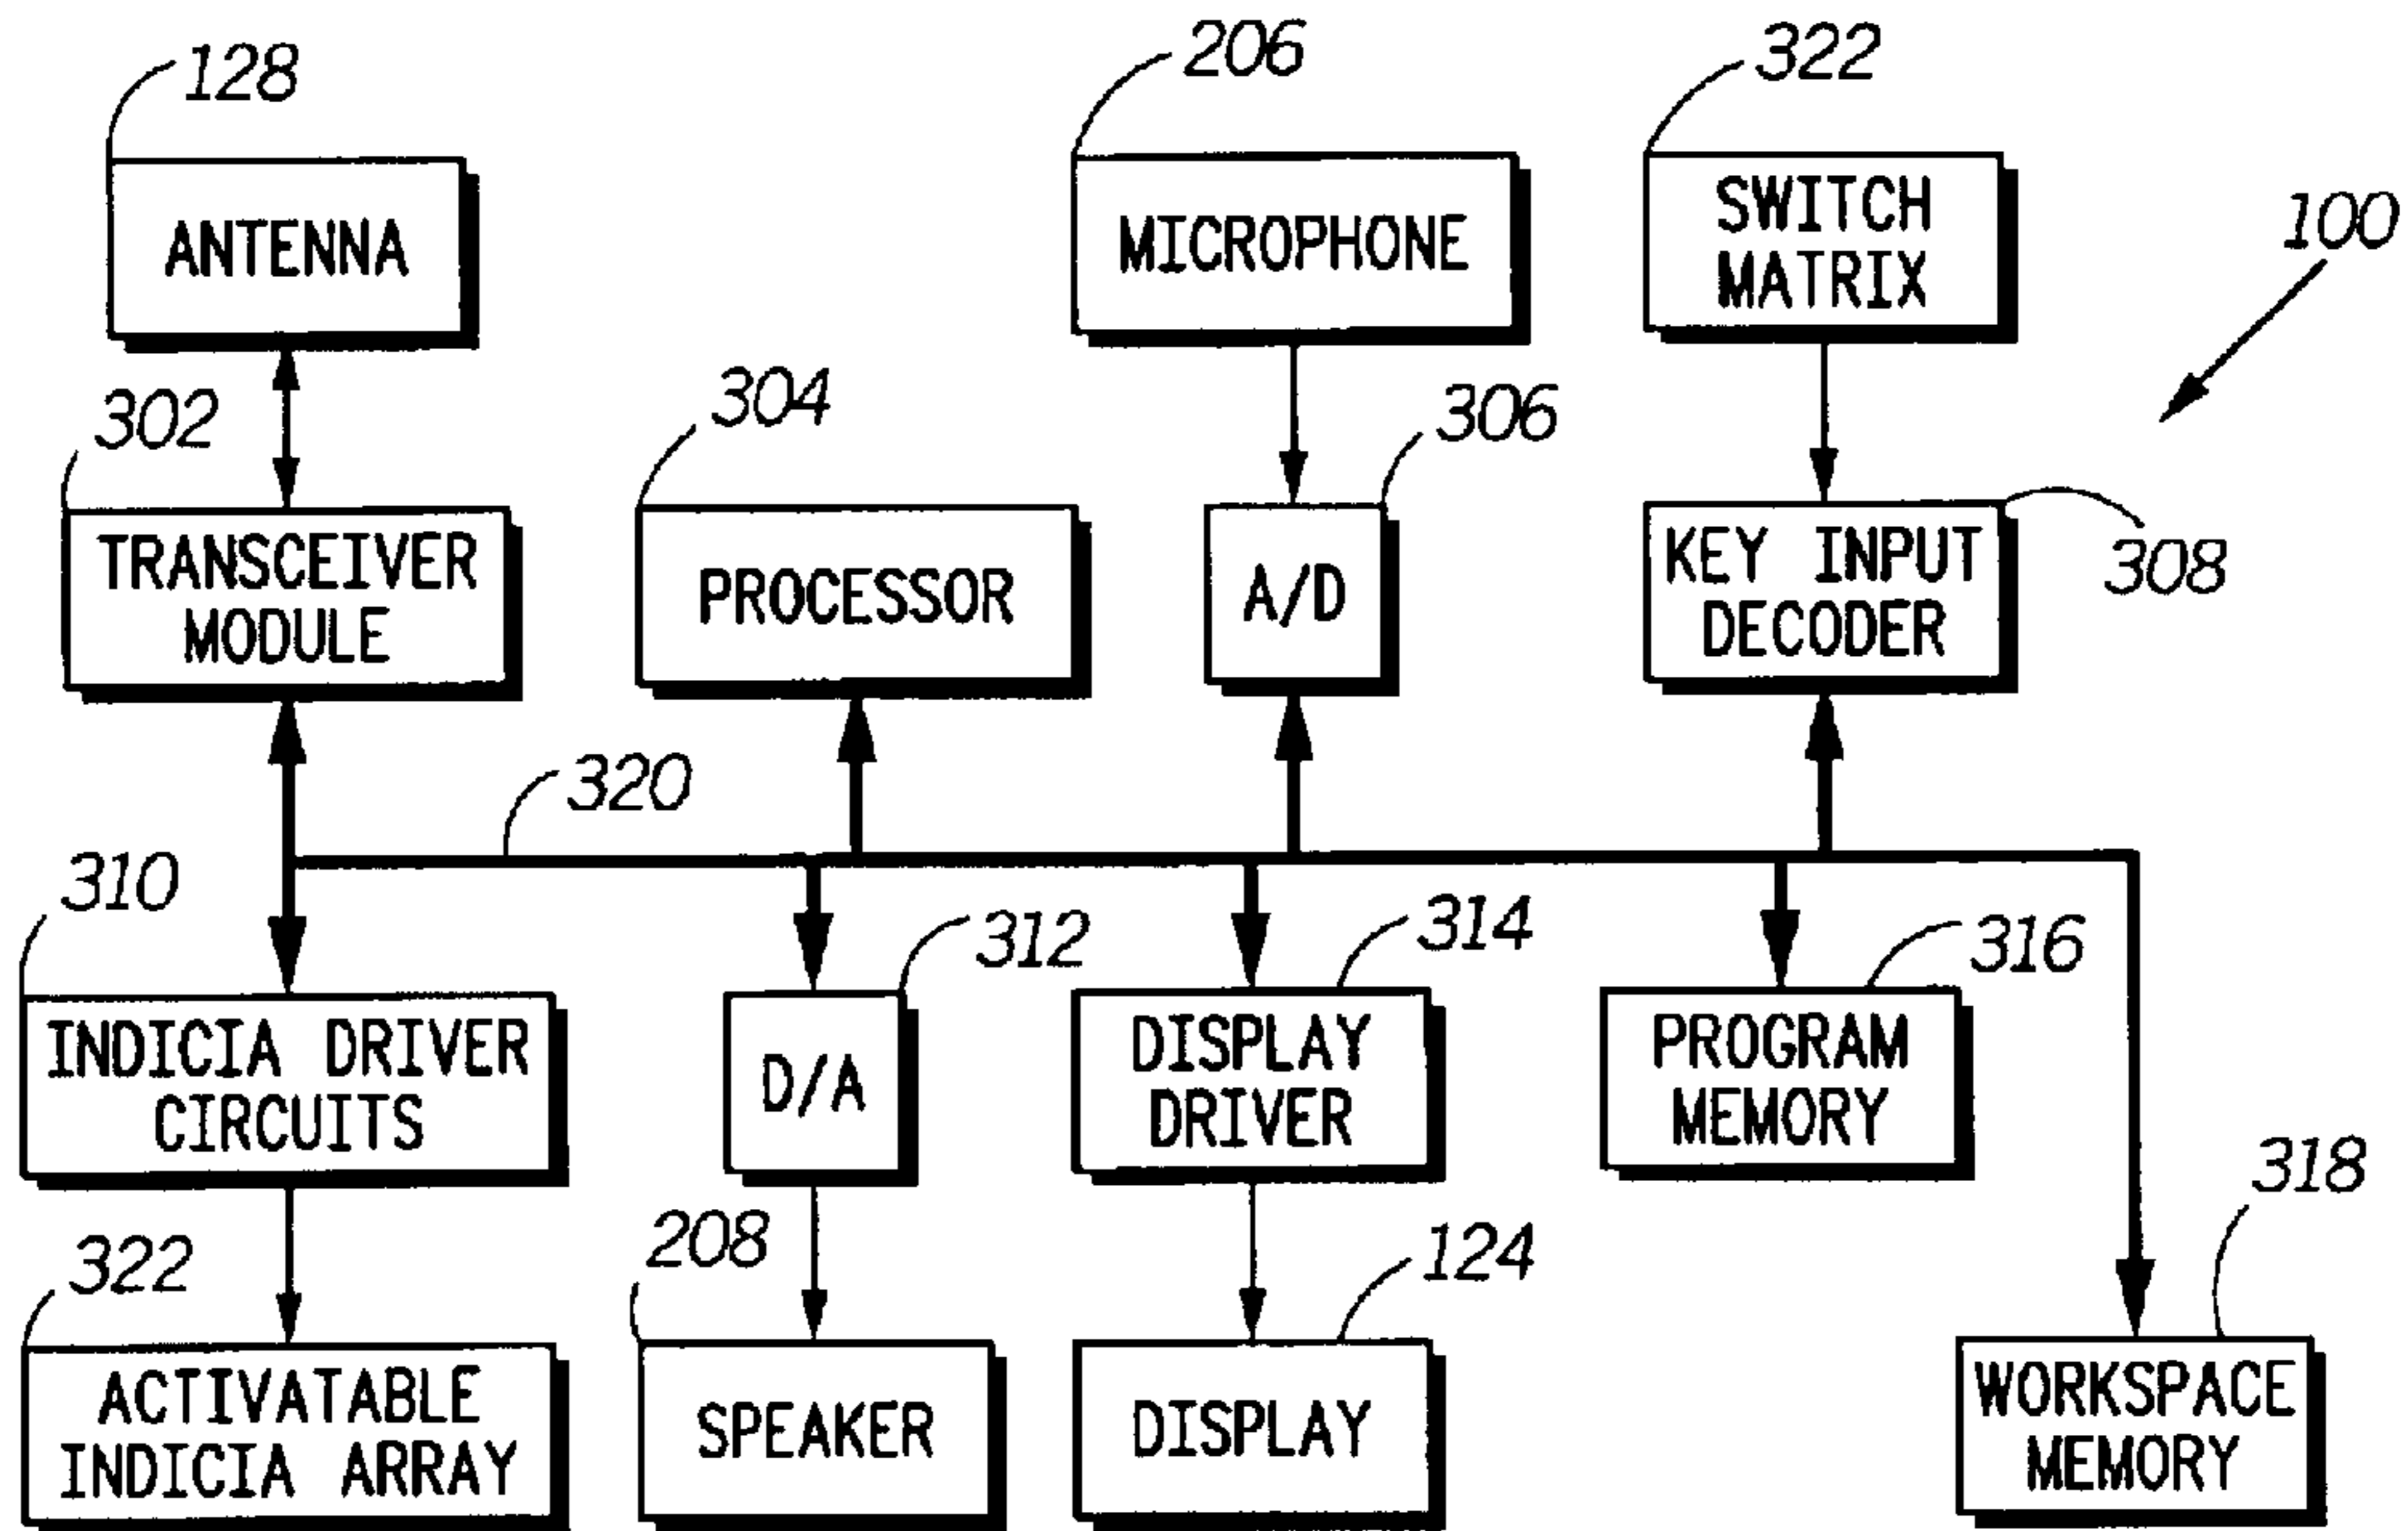 128
206
322
100
ANTENNA
MICROPHONE
SWITCH
MATRIX
302
304
306
308
TRANSCEIVER
MODULE
PROCESSOR
A/D
KEY INPUT
DECODER
320
310
312
314
316
INDICIA DRIVER
CIRCUITS
D/A
DISPLAY
DRIVER
PROGRAM
MEMORY
318
322
208
124
ACTIVATABLE
INDICIA ARRAY
SPEAKER
DISPLAY
WORKSPACE
MEMORY